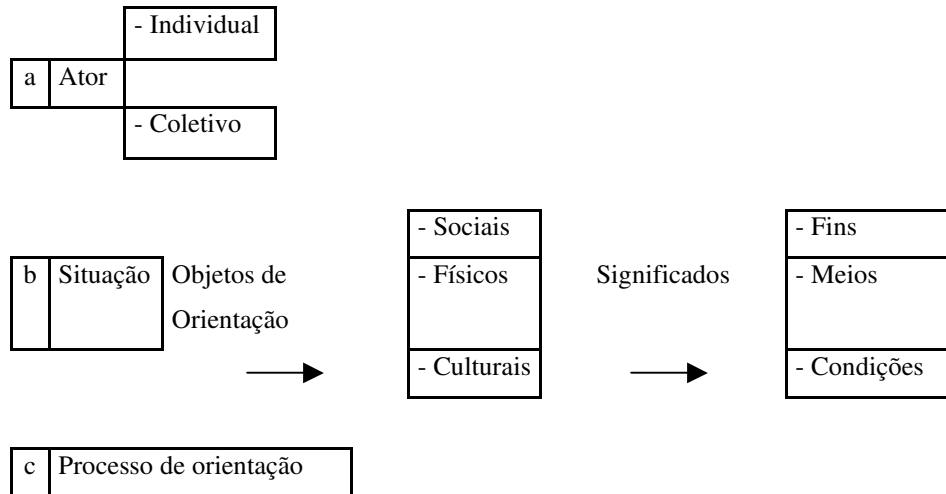 - Individual
a Ator
- Coletivo
- Sociais - Fins
b Situação Objetos de - Físicos Significados - Meios
Orientação
- Culturais - Condições
c Processo de orientação